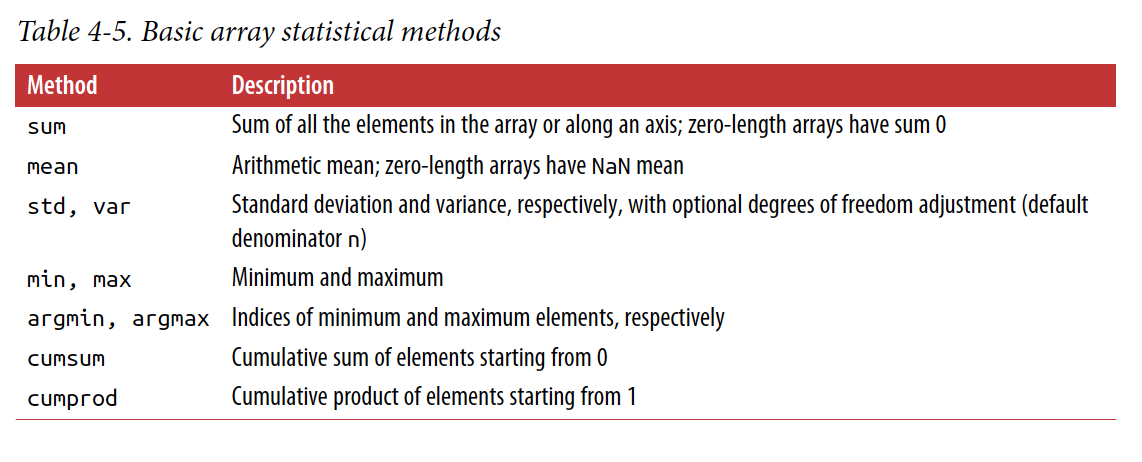 Table 4-5. Basic array statistical methods
Method Description
sum Sum of all the elements in the array or along an axis; zero-length arrays have sum 0
mean Arithmetic mean; zero-length arrays have NaN mean
std, var Standard deviation and variance, respectively, with optional degrees of freedom adjustment (default
denominator n)
min, max Minimum and maximum
argmin, argmax Indices of minimum and maximum elements, respectively
cumsum Cumulative sum of elements starting from 0
cumprod Cumulative product of elements starting from 1